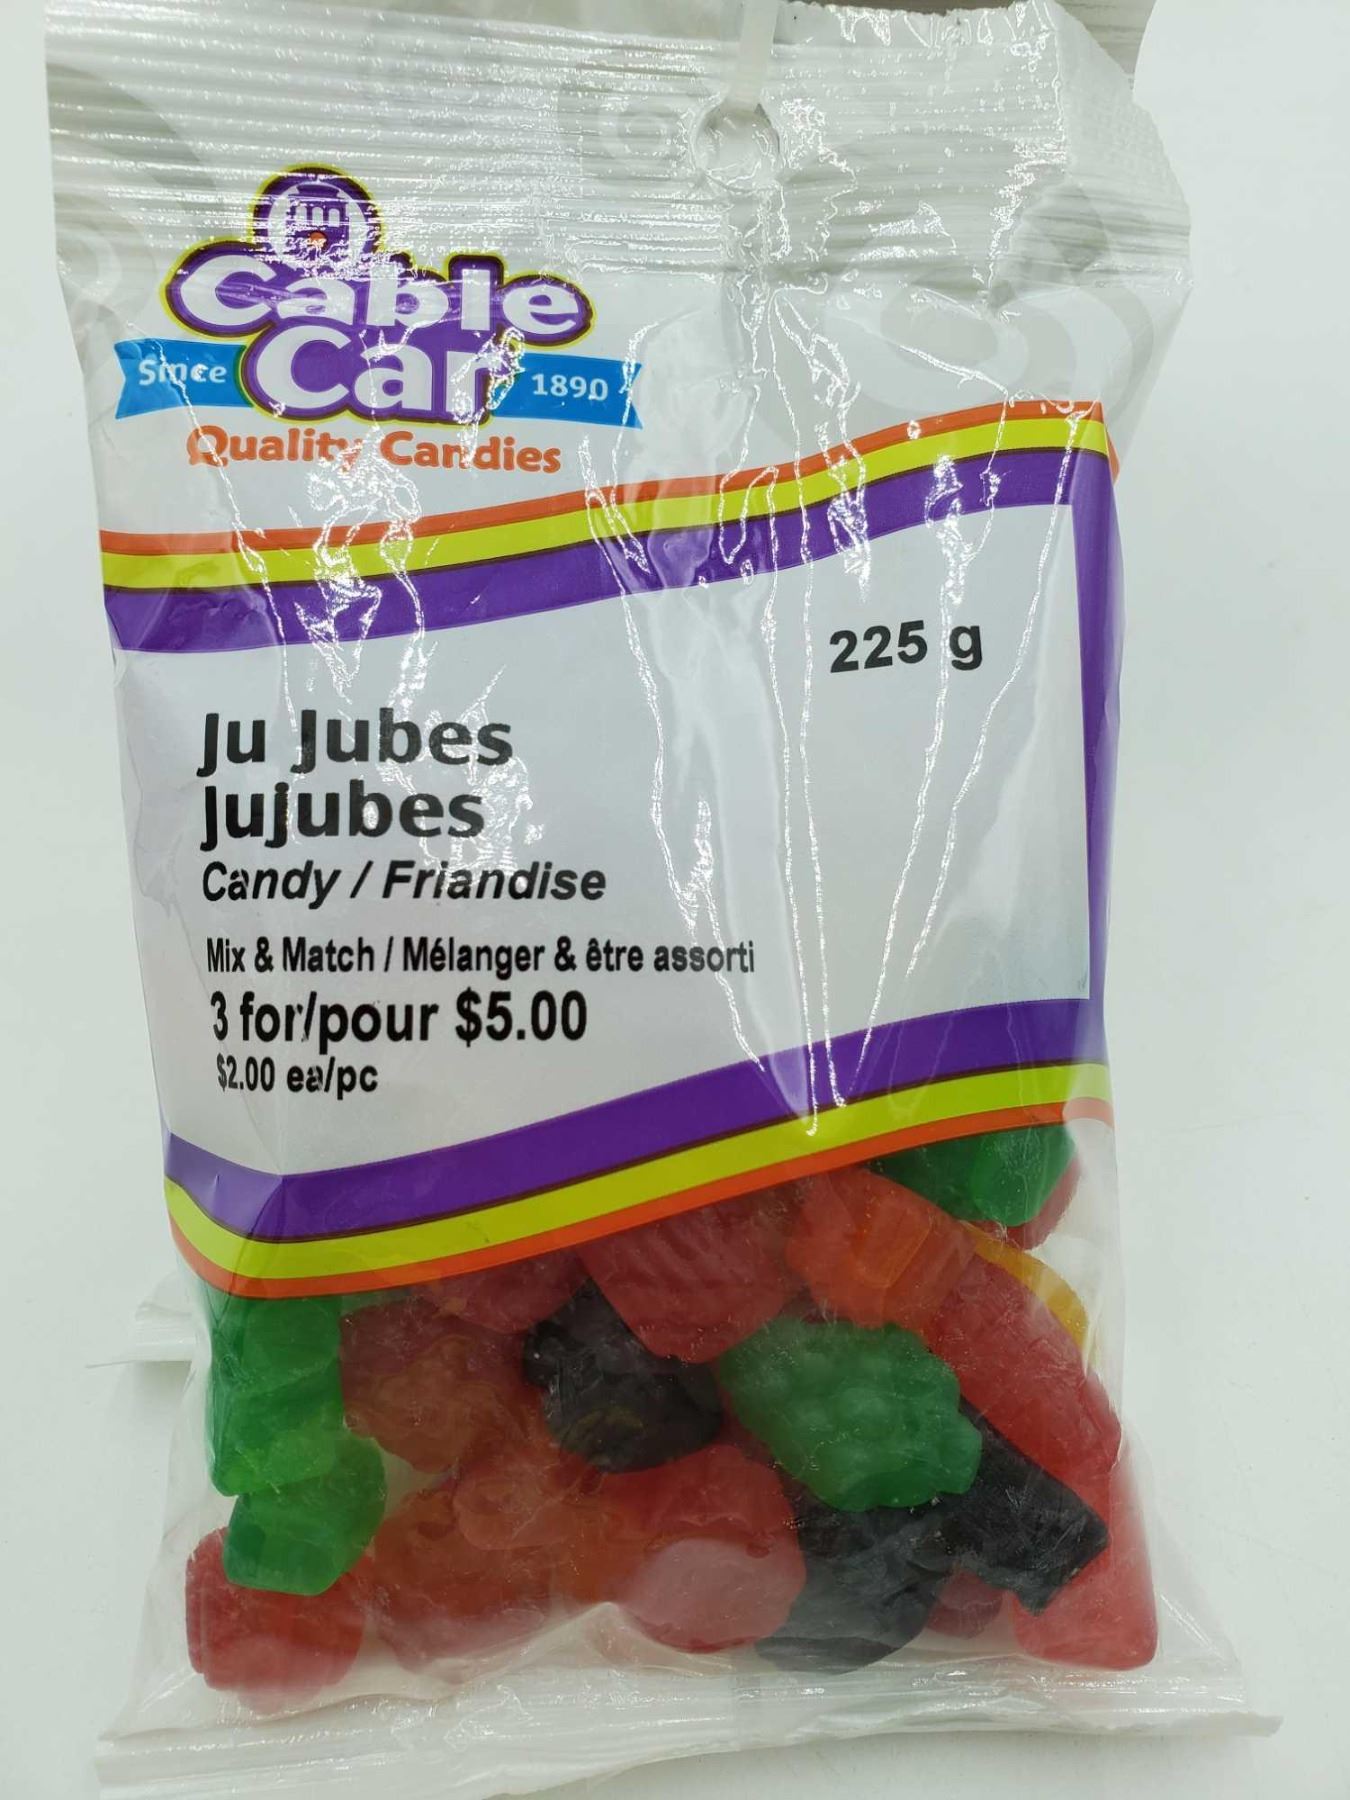 Cable
Since Car 1890
Quality Candies
225 g
Ju Jubes
Jujubes
Candy / Friandise
Mix & Match / Mélanger & être assorti
3 for/pour $5.00
$2.00 ea/pc